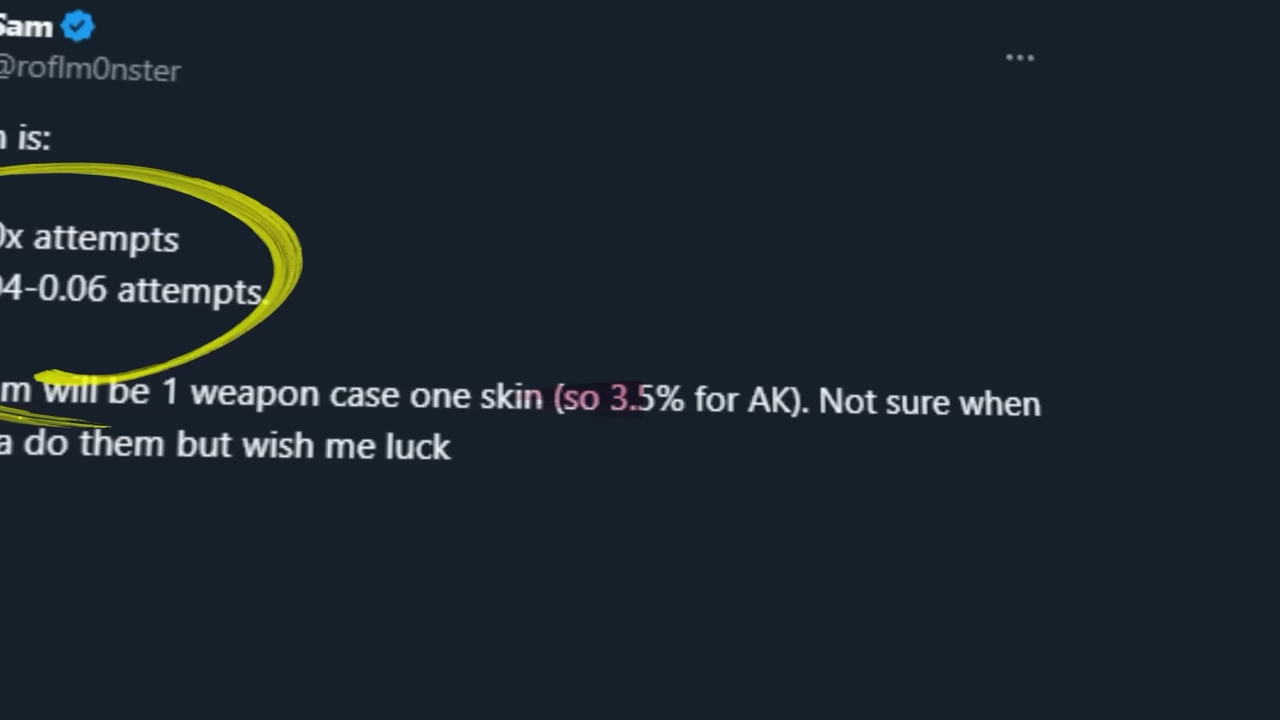 Sam
@roflm0nster
is:
0x attempts
04-0.06 attempts.
m will be 1 weapon case one skin (so 3.5% for AK). Not sure when
a do them but wish me luck